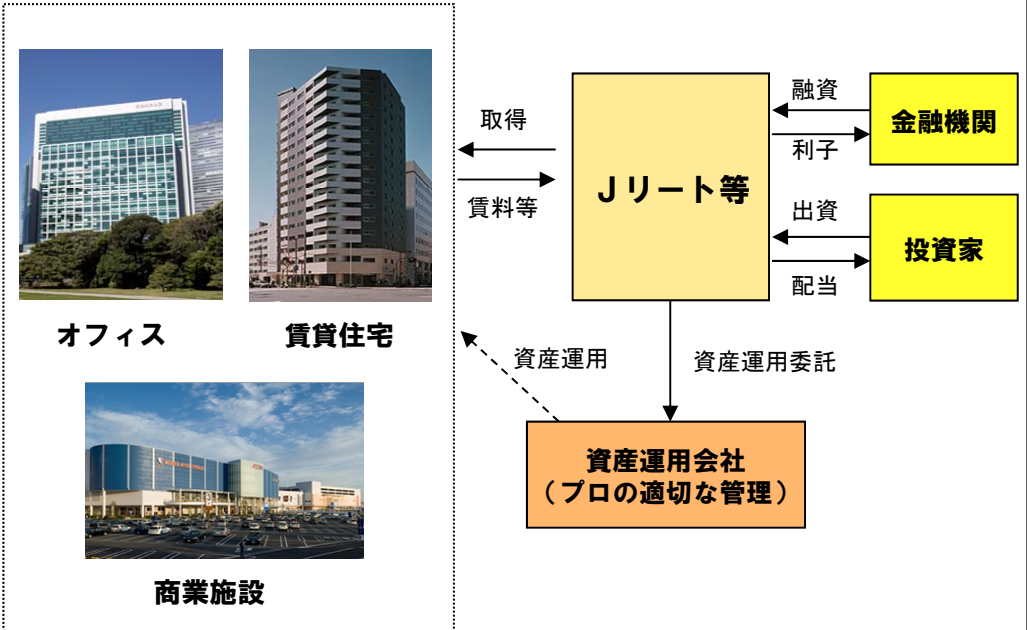 CONRAD
取得
賃料等
Jリート等
融資
利子
金融機関
出資
配当
投資家
オフィス
賃貸住宅
資産運用
資産運用委託
資産運用会社
（プロの適切な管理）
商業施設